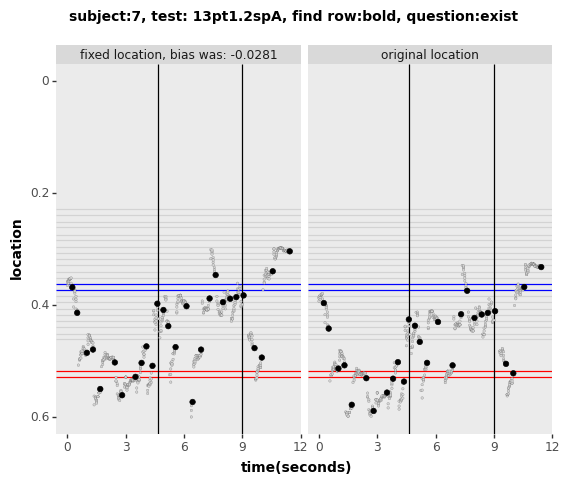 subject:7, test: 13pt1.2spA, find row:bold, question:exist
fixed location, bias was: -0.0281
original location
0
0.2
0.4
0.6
location
0 3 6 9 12
0 3 6 9 12
time(seconds)